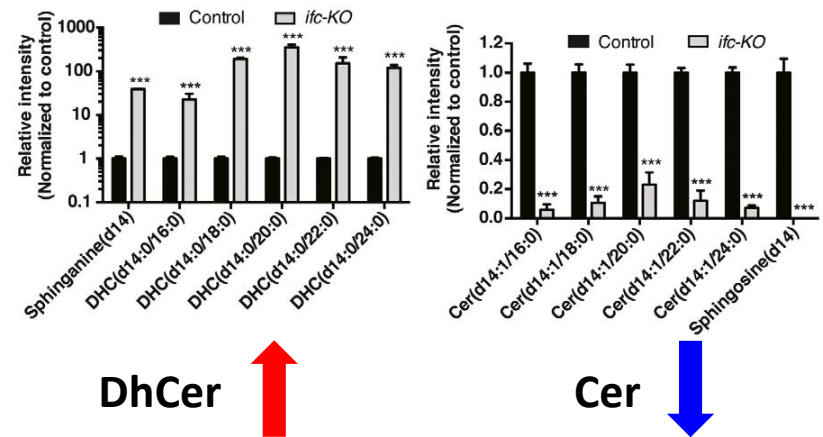 Control ifc-KO
Relative intensity
(Normalized to control)
1000
100
10
1
0.1
***
***
***
***
***
***
Sphinganine(d14)
DHC(d14:0/16:0)
DHC(d14:0/18:0)
DHC(d14:0/20:0)
DHC(d14:0/22:0)
DHC(d14:0/24:0)
Control ifc-KO
Relative intensity
(Normalized to control)
1.2
1.0
0.8
0.6
0.4
0.2
0.0
***
***
***
***
***
***
Cer(d14:1/16:0)
Cer(d14:1/18:0)
Cer(d14:1/20:0)
Cer(d14:1/22:0)
Cer(d14:1/24:0)
Sphingosine(d14)
DhCer
Cer